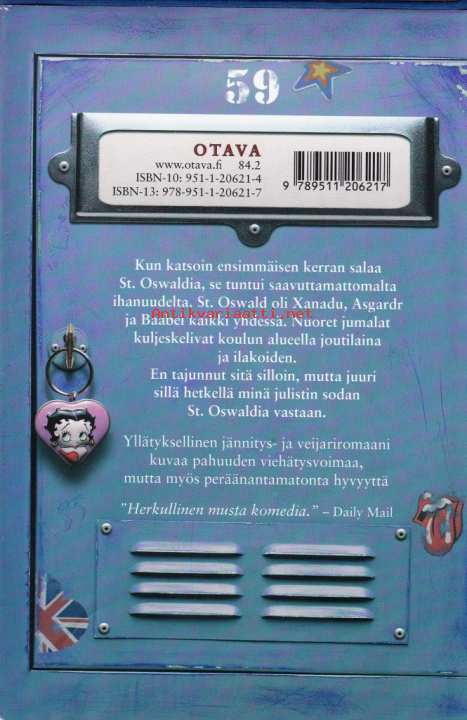 59
OTAVA
www.otava.fi 84.2
ISBN-10: 951-1-20621-4
ISBN-13: 978-951-1-20621-7
9 789511 206217
Kun katsoin ensimmäisen kerran salaa
St. Oswaldia, se tuntui saavuttamattomalta
ihanuudelta. St. Oswald oli Xanadu, Asgardr
Antikvariaatti.net
ja Baabel kaikki yhdessä. Nuoret jumalat
kuljeskelivat koulun alueella joutilaina
ja ilakoiden.
En tajunnut sitä silloin, mutta juuri
sillä hetkellä minä julistin sodan
St. Oswaldia vastaan.
Yllätyksellinen jännitys- ja veijariromaani
kuvaa pahuuden viehätysvoimaa,
mutta myös peräänantamatonta hyvyyttä
"Herkullinen musta komedia." – Daily Mail